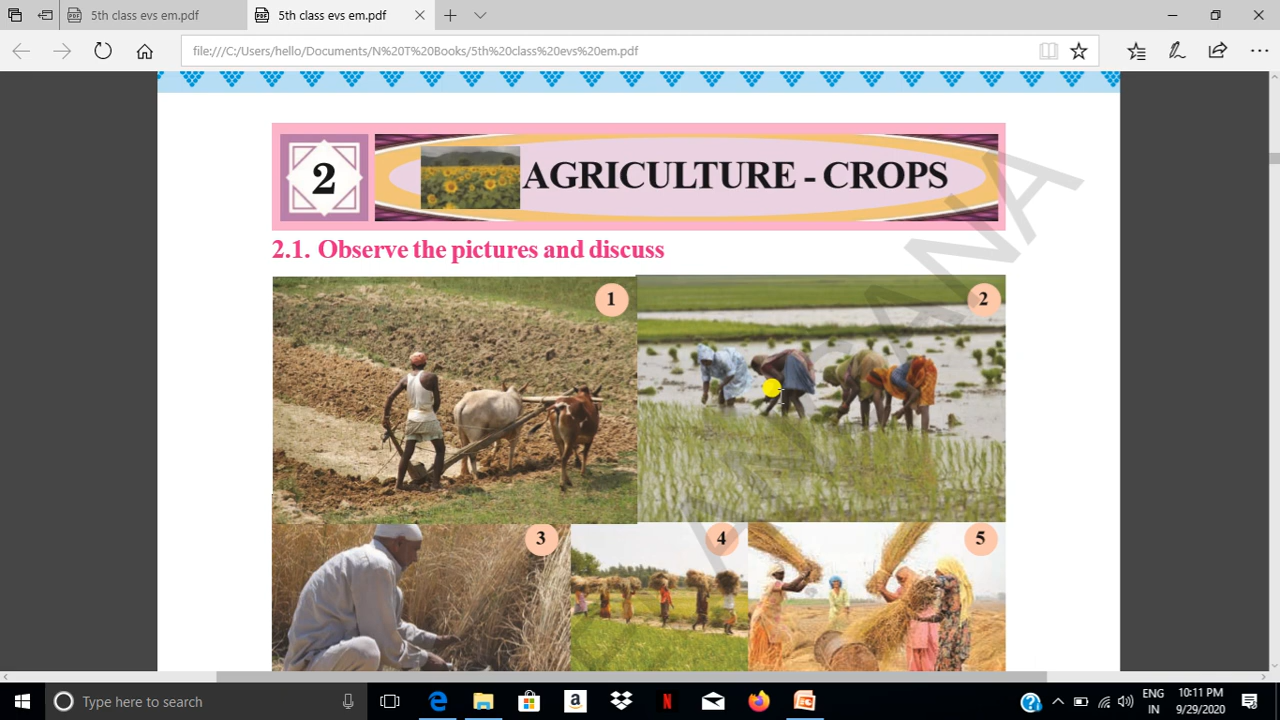 5th class evs em.pdf
5th class evs em.pdf
file:///C:/Users/hello/Documents/N%20T%20Books/5th%20class%20evs%20em.pdf
2
AGRICULTURE - CROPS
2.1. Observe the pictures and discuss
1
2
3
4
5
Type here to search
ENG
IN
10:11 PM
9/29/2020